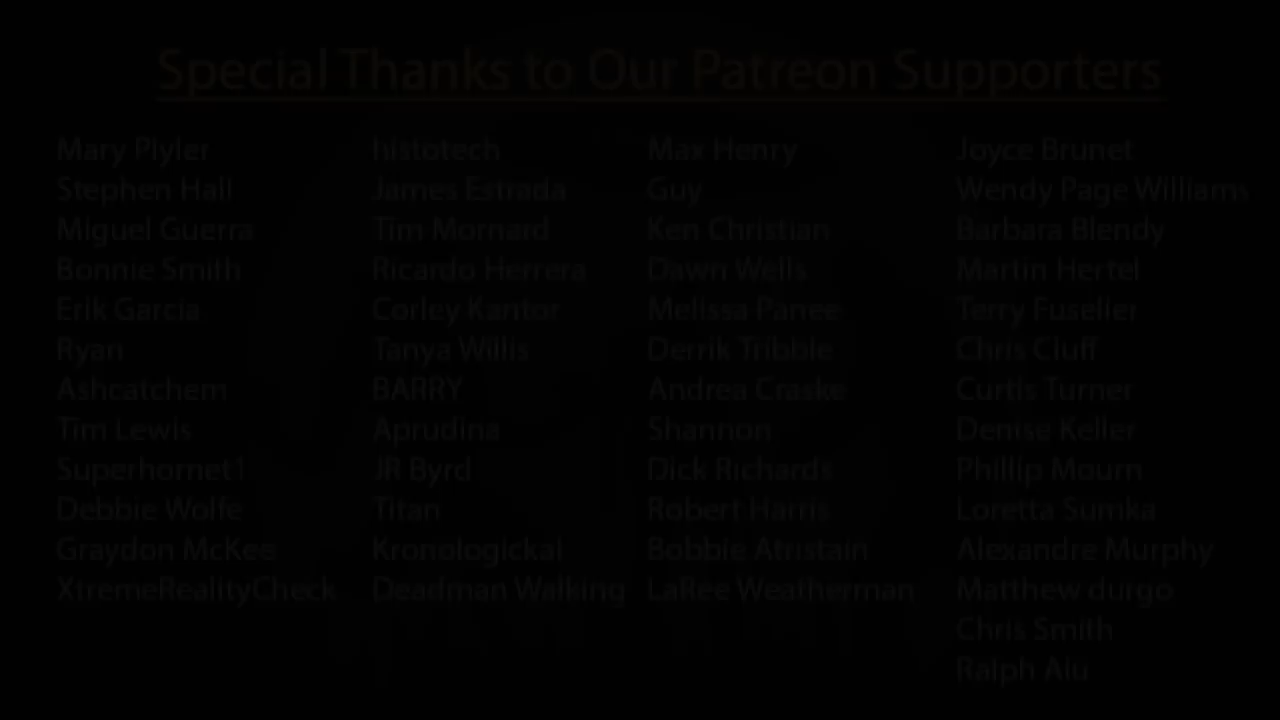 Special Thanks to Our Patreon Supporters
Mary Plyler
Stephen Hall
Miguel Guerra
Bonnie Smith
Erik Garcia
Ryan
Ashcatchem
Tim Lewis
Superhornet1
Debbie Wolfe
Graydon McKee
XtremeRealityCheck
histotech
James Estrada
Tim Mornard
Ricardo Herrera
Corley Kantor
Tanya Willis
BARRY
Aprudina
JR Byrd
Titan
Kronologickal
Deadman Walking
Max Henry
Guy
Ken Christian
Dawn Wells
Melissa Panee
Derrik Tribble
Andrea Craske
Shannon
Dick Richards
Robert Harris
Bobbie Atristain
LaRee Weatherman
Joyce Brunet
Wendy Page Williams
Barbara Blendy
Martin Hertel
Terry Fuselier
Chris Cluff
Curtis Turner
Denise Keller
Phillip Mourn
Loretta Sumka
Alexandre Murphy
Matthew durgo
Chris Smith
Ralph Alu